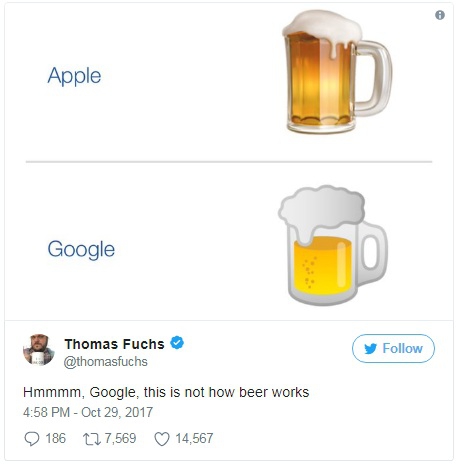 Apple
Google
Thomas Fuchs
@thomasfuchs
Follow
Hmmmm, Google, this is not how beer works
4:58 PM - Oct 29, 2017
186 7,569 14,567